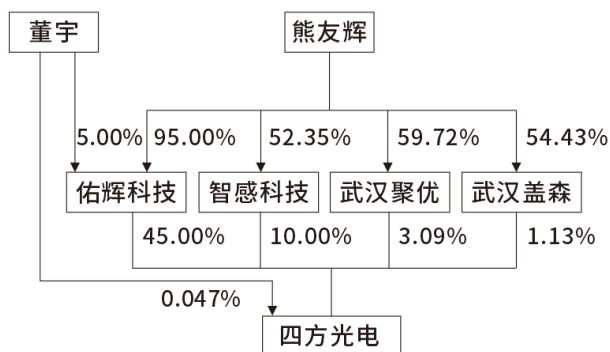 董宇
熊友辉
5.00%
95.00%
52.35%
59.72%
54.43%
佑辉科技
智感科技
武汉聚优
武汉盖森
45.00%
10.00%
3.09%
1.13%
0.047%
四方光电